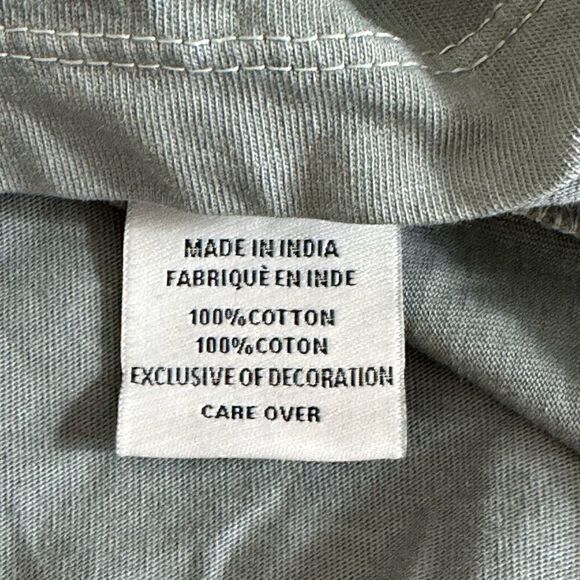 MADE IN INDIA
FABRIQUÈ EN INDE
100%COTTON
100%COTON
EXCLUSIVE OF DECORATION
CARE OVER